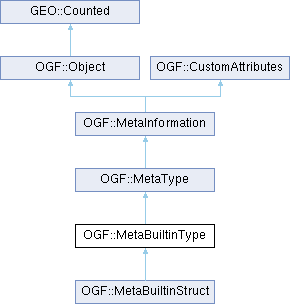 GEO::Counted
OGF::Object
OGF::CustomAttributes
OGF::MetaInformation
OGF::MetaType
OGF::MetaBuiltinType
OGF::MetaBuiltinStruct